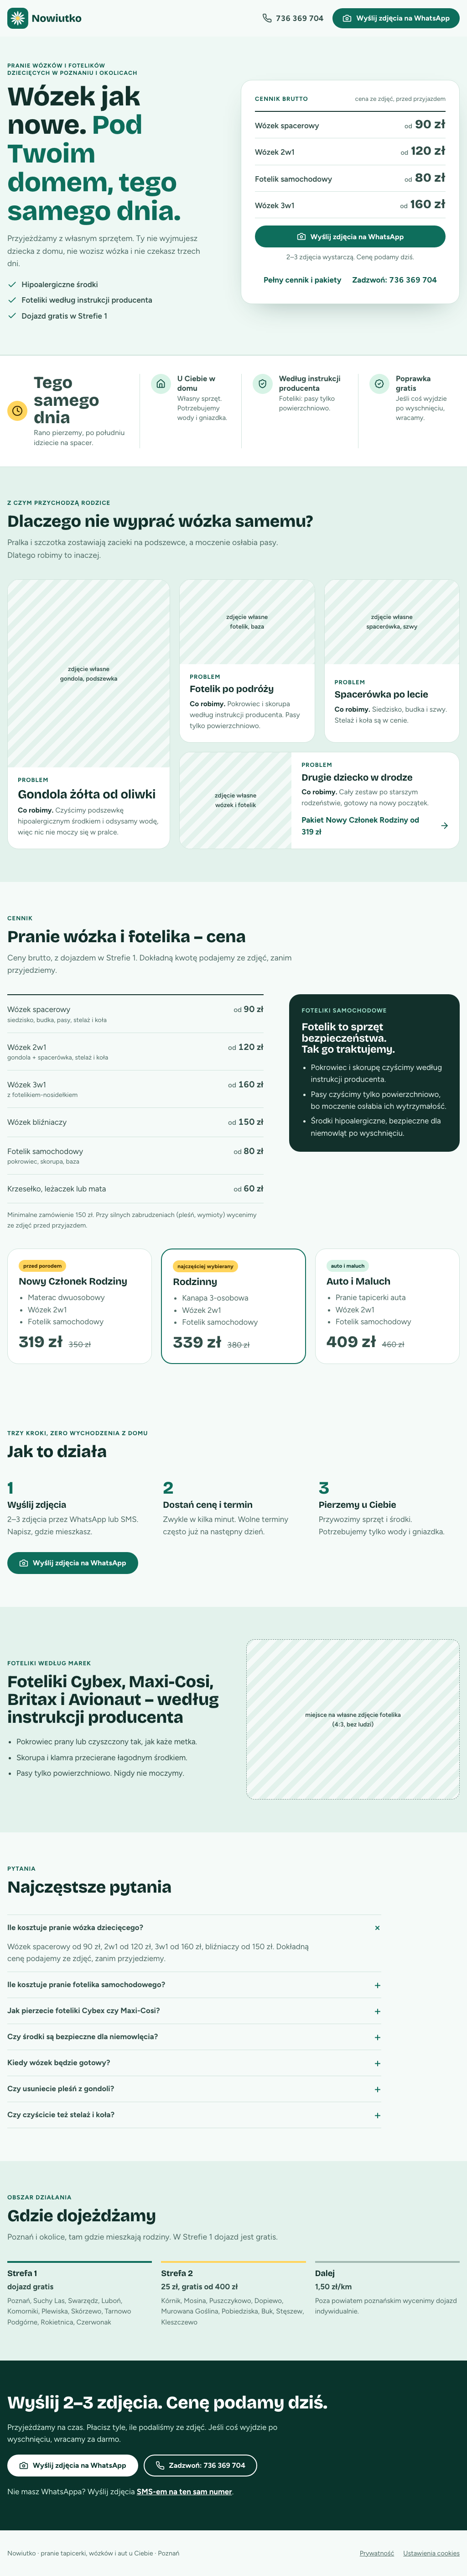 Nowiutko
736 369 704
Wyślij zdjęcia na WhatsApp
PRANIE WÓZKÓW I FOTELIKÓW
DZIECIĘCYCH W POZNANIU I OKOLICACH
Wózek jak
nowe. Pod
Twoim
domem, tego
samego dnia.
Przyjeżdżamy z własnym sprzętem. Ty nie wyjmujesz
dziecka z domu, nie wozisz wózka i nie czekasz trzech
dni.
Hipoalergiczne środki
Foteliki według instrukcji producenta
Dojazd gratis w Strefie 1
CENNIK BRUTTO
cena ze zdjęć, przed przyjazdem
Wózek spacerowy od 90 zł
Wózek 2w1 od 120 zł
Fotelik samochodowy od 80 zł
Wózek 3w1 od 160 zł
Wyślij zdjęcia na WhatsApp
2–3 zdjęcia wystarczą. Cenę podamy dziś.
Pełny cennik i pakiety Zadzwoń: 736 369 704
Tego
samego
dnia
Rano pierzemy, po południu
idziecie na spacer.
U Ciebie w
domu
Własny sprzęt.
Potrzebujemy
wody i gniazdka.
Według instrukcji
producenta
Foteliki: pasy tylko
powierzchniowo.
Poprawka
gratis
Jeśli coś wyjdzie
po wyschnięciu,
wracamy.
Z CZYM PRZYCHODZĄ RODZICE
Dlaczego nie wyprać wózka samemu?
Pralka i szczotka zostawiają zacieki na podszewce, a moczenie osłabia pasy.
Dlatego robimy to inaczej.
zdjęcie własne
gondola, podszewka
PROBLEM
Gondola żółta od oliwki
Co robimy. Czyścimy podszewkę
hipoalergicznym środkiem i odsysamy wodę,
więc nic nie moczy się w pralce.
zdjęcie własne
fotelik, baza
PROBLEM
Fotelik po podróży
Co robimy. Pokrowiec i skorupa
według instrukcji producenta. Pasy
tylko powierzchniowo.
zdjęcie własne
spacerówka, szwy
PROBLEM
Spacerówka po lecie
Co robimy. Siedzisko, budka i szwy.
Stelaż i koła są w cenie.
zdjęcie własne
wózek i fotelik
PROBLEM
Drugie dziecko w drodze
Co robimy. Cały zestaw po starszym
rodzeństwie, gotowy na nowy początek.
Pakiet Nowy Członek Rodziny od
319 zł
CENNIK
Pranie wózka i fotelika – cena
Ceny brutto, z dojazdem w Strefie 1. Dokładną kwotę podajemy ze zdjęć, zanim
przyjedziemy.
Wózek spacerowy od 90 zł
siedzisko, budka, pasy, stelaż i koła
Wózek 2w1 od 120 zł
gondola + spacerówka, stelaż i koła
Wózek 3w1 od 160 zł
z fotelikiem-nosidełkiem
Wózek bliźniaczy od 150 zł
Fotelik samochodowy od 80 zł
pokrowiec, skorupa, baza
Krzesełko, leżaczek lub mata od 60 zł
Minimalne zamówienie 150 zł. Przy silnych zabrudzeniach (pleśń, wymioty) wycenimy
ze zdjęć przed przyjazdem.
FOTELIKI SAMOCHODOWE
Fotelik to sprzęt
bezpieczeństwa.
Tak go traktujemy.
• Pokrowiec i skorupę czyścimy według
instrukcji producenta.
• Pasy czyścimy tylko powierzchniowo,
bo moczenie osłabia ich wytrzymałość.
• Środki hipoalergiczne, bezpieczne dla
niemowląt po wyschnięciu.
przed porodem
Nowy Członek Rodziny
• Materac dwuosobowy
• Wózek 2w1
• Fotelik samochodowy
319 zł 350 zł
najczęściej wybierany
Rodzinny
• Kanapa 3-osobowa
• Wózek 2w1
• Fotelik samochodowy
339 zł 380 zł
auto i maluch
Auto i Maluch
• Pranie tapicerki auta
• Wózek 2w1
• Fotelik samochodowy
409 zł 460 zł
TRZY KROKI, ZERO WYCHODZENIA Z DOMU
Jak to działa
1
Wyślij zdjęcia
2–3 zdjęcia przez WhatsApp lub SMS.
Napisz, gdzie mieszkasz.
2
Dostań cenę i termin
Zwykle w kilka minut. Wolne terminy
często już na następny dzień.
3
Pierzemy u Ciebie
Przywozimy sprzęt i środki.
Potrzebujemy tylko wody i gniazdka.
Wyślij zdjęcia na WhatsApp
FOTELIKI WEDŁUG MAREK
Foteliki Cybex, Maxi-Cosi,
Britax i Avionaut – według
instrukcji producenta
• Pokrowiec prany lub czyszczony tak, jak każe metka.
• Skorupa i klamra przecierane łagodnym środkiem.
• Pasy tylko powierzchniowo. Nigdy nie moczymy.
miejsce na własne zdjęcie fotelika
(4:3, bez ludzi)
PYTANIA
Najczęstsze pytania
Ile kosztuje pranie wózka dziecięcego?
Wózek spacerowy od 90 zł, 2w1 od 120 zł, 3w1 od 160 zł, bliźniaczy od 150 zł. Dokładną
cenę podajemy ze zdjęć, zanim przyjedziemy.
Ile kosztuje pranie fotelika samochodowego?
Jak pierzecie foteliki Cybex czy Maxi-Cosi?
Czy środki są bezpieczne dla niemowlęcia?
Kiedy wózek będzie gotowy?
Czy usuniecie pleśń z gondoli?
Czy czyścicie też stelaż i koła?
OBSZAR DZIAŁANIA
Gdzie dojeżdżamy
Poznań i okolice, tam gdzie mieszkają rodziny. W Strefie 1 dojazd jest gratis.
Strefa 1
dojazd gratis
Poznań, Suchy Las, Swarzędz, Luboń,
Komorniki, Plewiska, Skórzewo, Tarnowo
Podgórne, Rokietnica, Czerwonak
Strefa 2
25 zł, gratis od 400 zł
Kórnik, Mosina, Puszczykowo, Dopiewo,
Murowana Goślina, Pobiedziska, Buk, Stęszew,
Kleszczewo
Dalej
1,50 zł/km
Poza powiatem poznańskim wycenimy dojazd
indywidualnie.
Wyślij 2–3 zdjęcia. Cenę podamy dziś.
Przyjeżdżamy na czas. Płacisz tyle, ile podaliśmy ze zdjęć. Jeśli coś wyjdzie po
wyschnięciu, wracamy za darmo.
Wyślij zdjęcia na WhatsApp
Zadzwoń: 736 369 704
Nie masz WhatsAppa? Wyślij zdjęcia SMS-em na ten sam numer.
Nowiutko · pranie tapicerki, wózków i aut u Ciebie · Poznań
Prywatność Ustawienia cookies